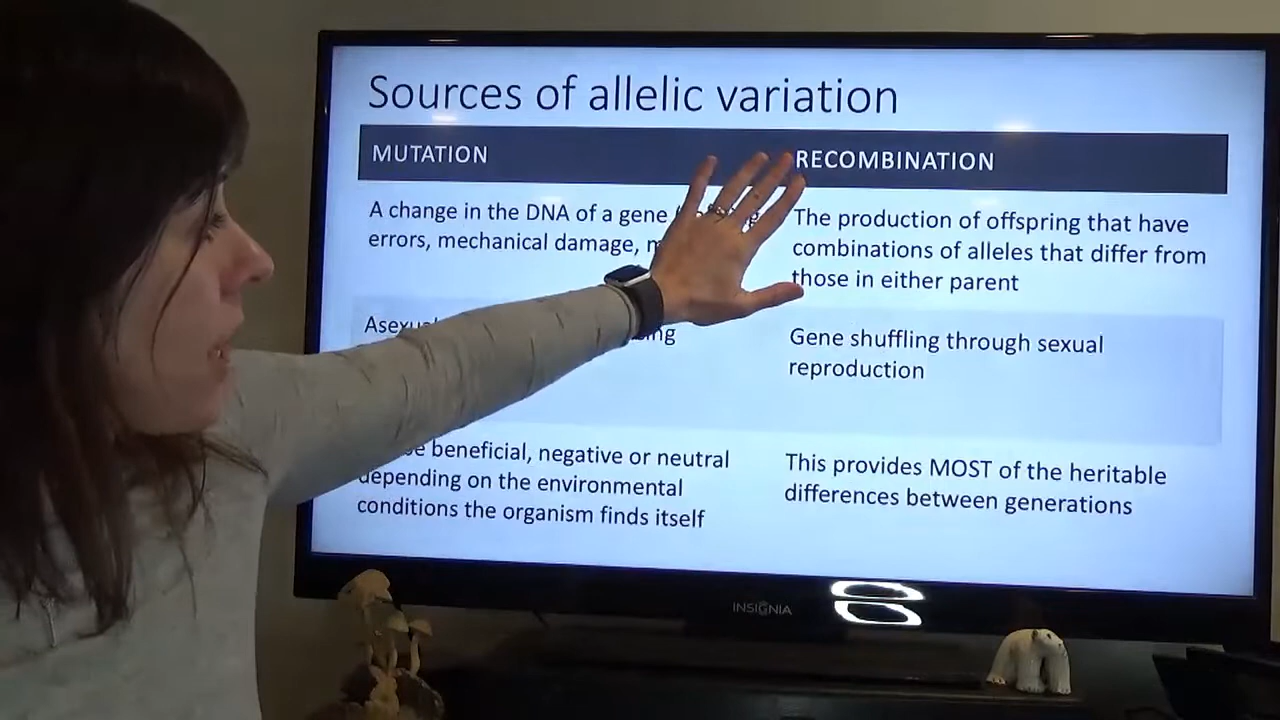 Sources of allelic variation
MUTATION
RECOMBINATION
A change in the DNA of a gene
errors, mechanical damage,
The production of offspring that have
combinations of alleles that differ from
those in either parent
Gene shuffling through sexual
reproduction
beneficial, negative or neutral
depending on the environmental
conditions the organism finds itself
This provides MOST of the heritable
differences between generations
INSIGNIA